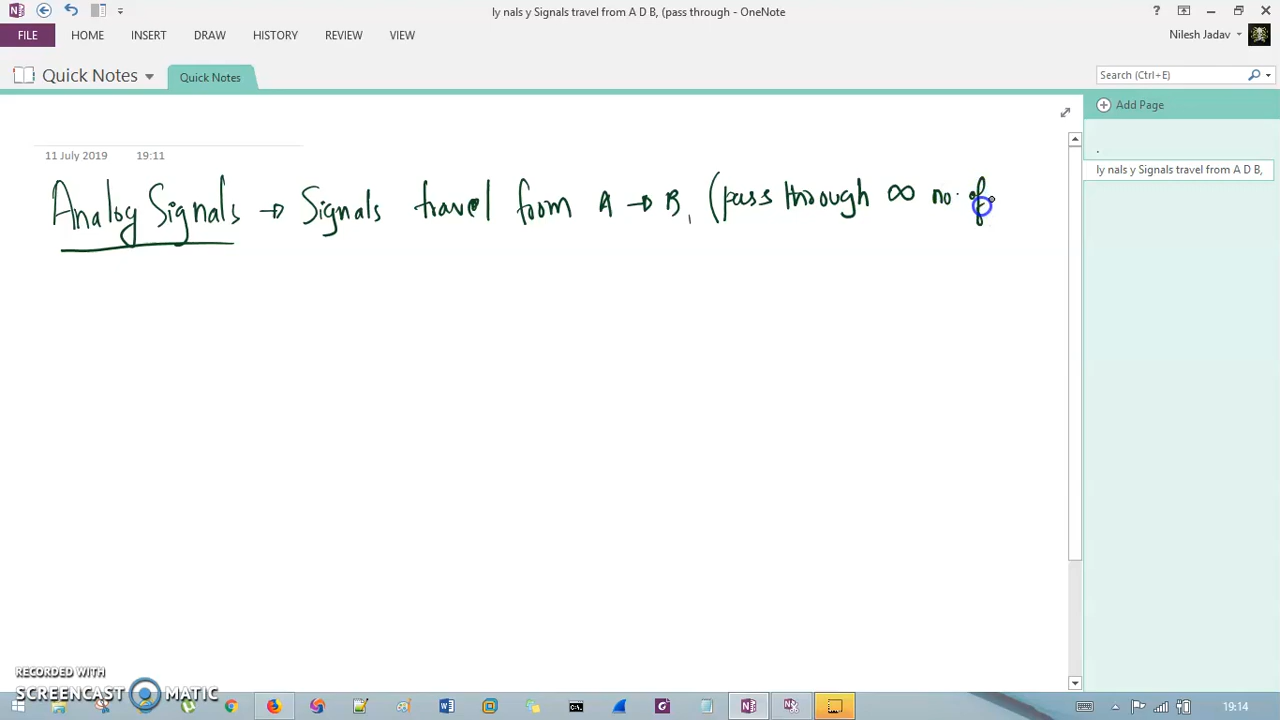 ly nals y Signals travel from A D B, (pass through - OneNote
FILE HOME INSERT DRAW HISTORY REVIEW VIEW
Nilesh Jadav
Quick Notes Quick Notes
Search (Ctrl+E)
Add Page
.
ly nals y Signals travel from A D B,
11 July 2019 19:11
Analog Signals → Signals travel from A → B, (pass through ∞ no. of
RECORDED WITH
SCREENCAST MATIC
19:14